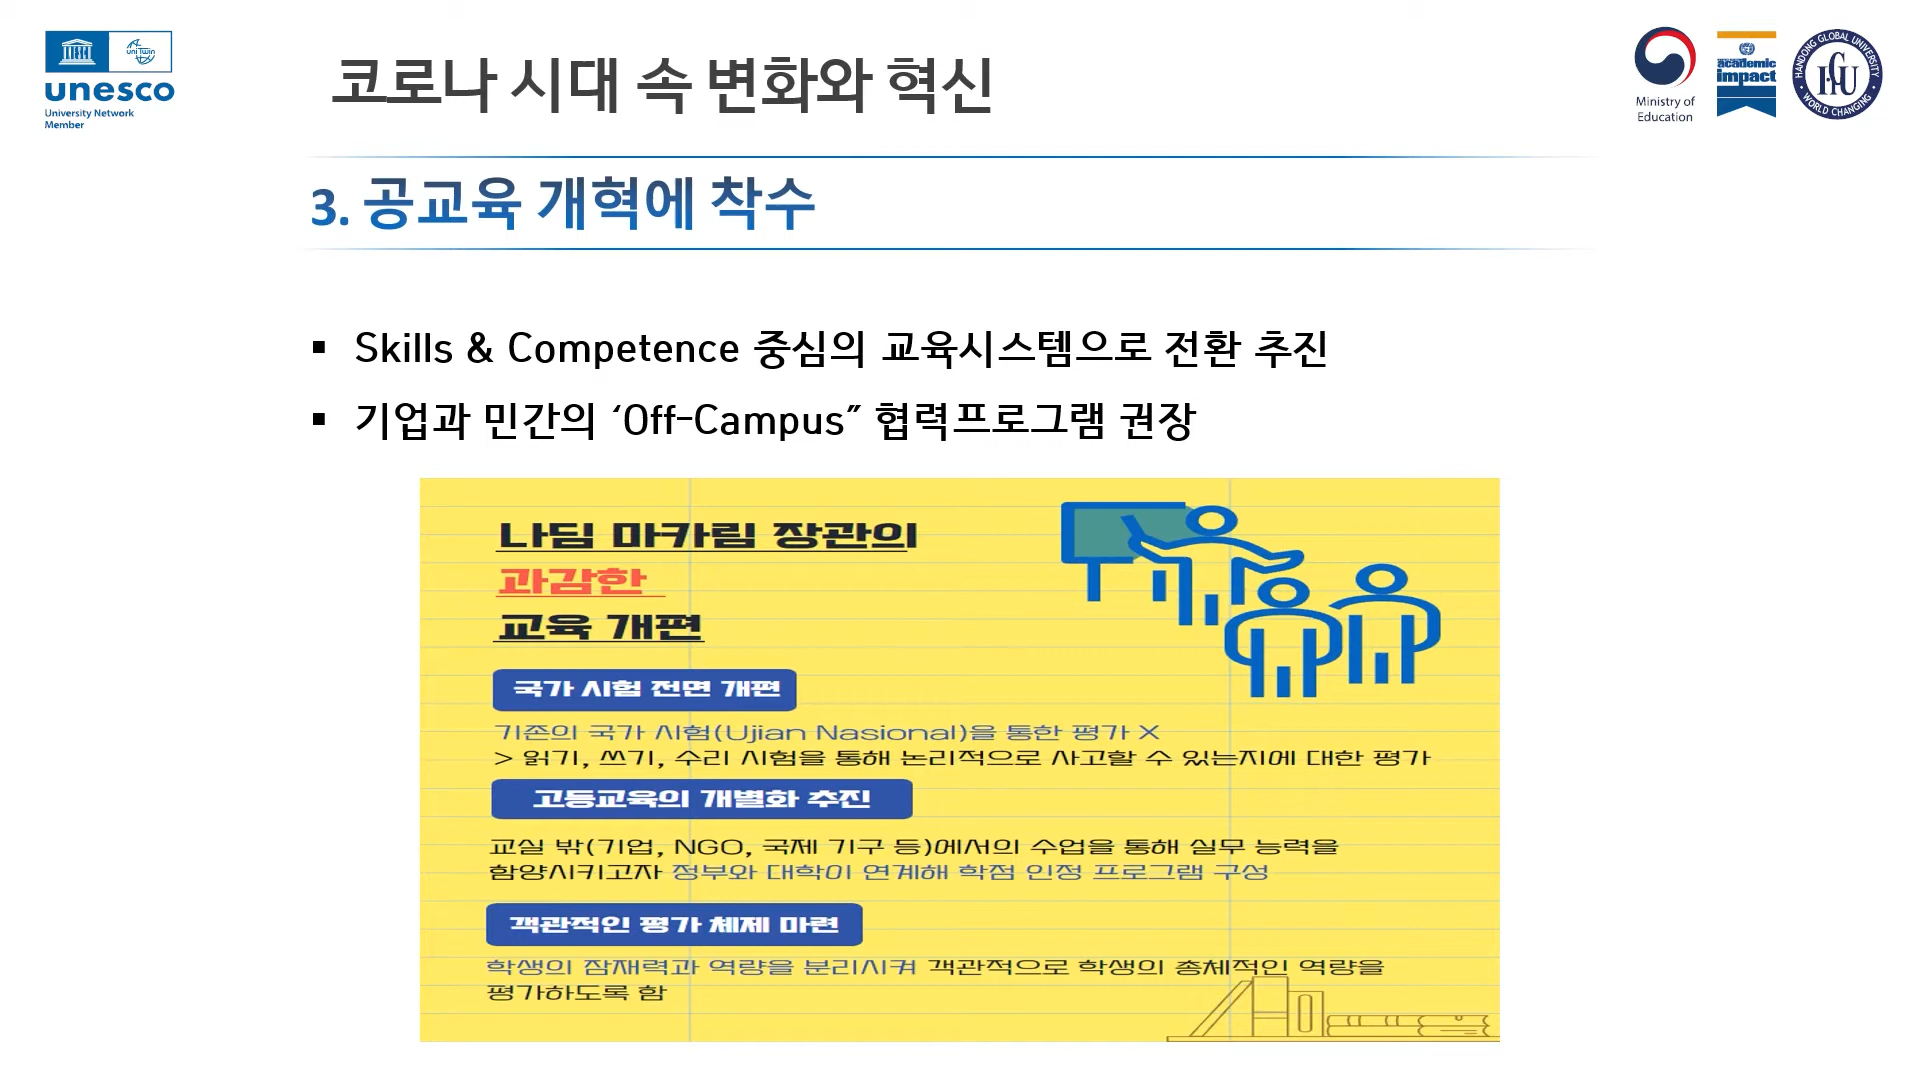 unesco
uni twin
unesco
University Network
Member
코로나 시대 속 변화와 혁신
Ministry of
Education
academic
impact
HANDONG GLOBAL UNIVERSITY
HGU
WORLD CHANGING
3. 공교육 개혁에 착수
▪ Skills & Competence 중심의 교육시스템으로 전환 추진
▪ 기업과 민간의 ‘Off-Campus” 협력프로그램 권장
나딤 마카림 장관의
과감한
교육 개편
국가 시험 전면 개편
기존의 국가 시험(Ujian Nasional)을 통한 평가 X
> 읽기, 쓰기, 수리 시험을 통해 논리적으로 사고할 수 있는지에 대한 평가
고등교육의 개별화 추진
교실 밖(기업, NGO, 국제 기구 등)에서의 수업을 통해 실무 능력을
함양시키고자 정부와 대학이 연계해 학점 인정 프로그램 구성
객관적인 평가 체제 마련
학생의 잠재력과 역량을 분리시켜 객관적으로 학생의 총체적인 역량을
평가하도록 함